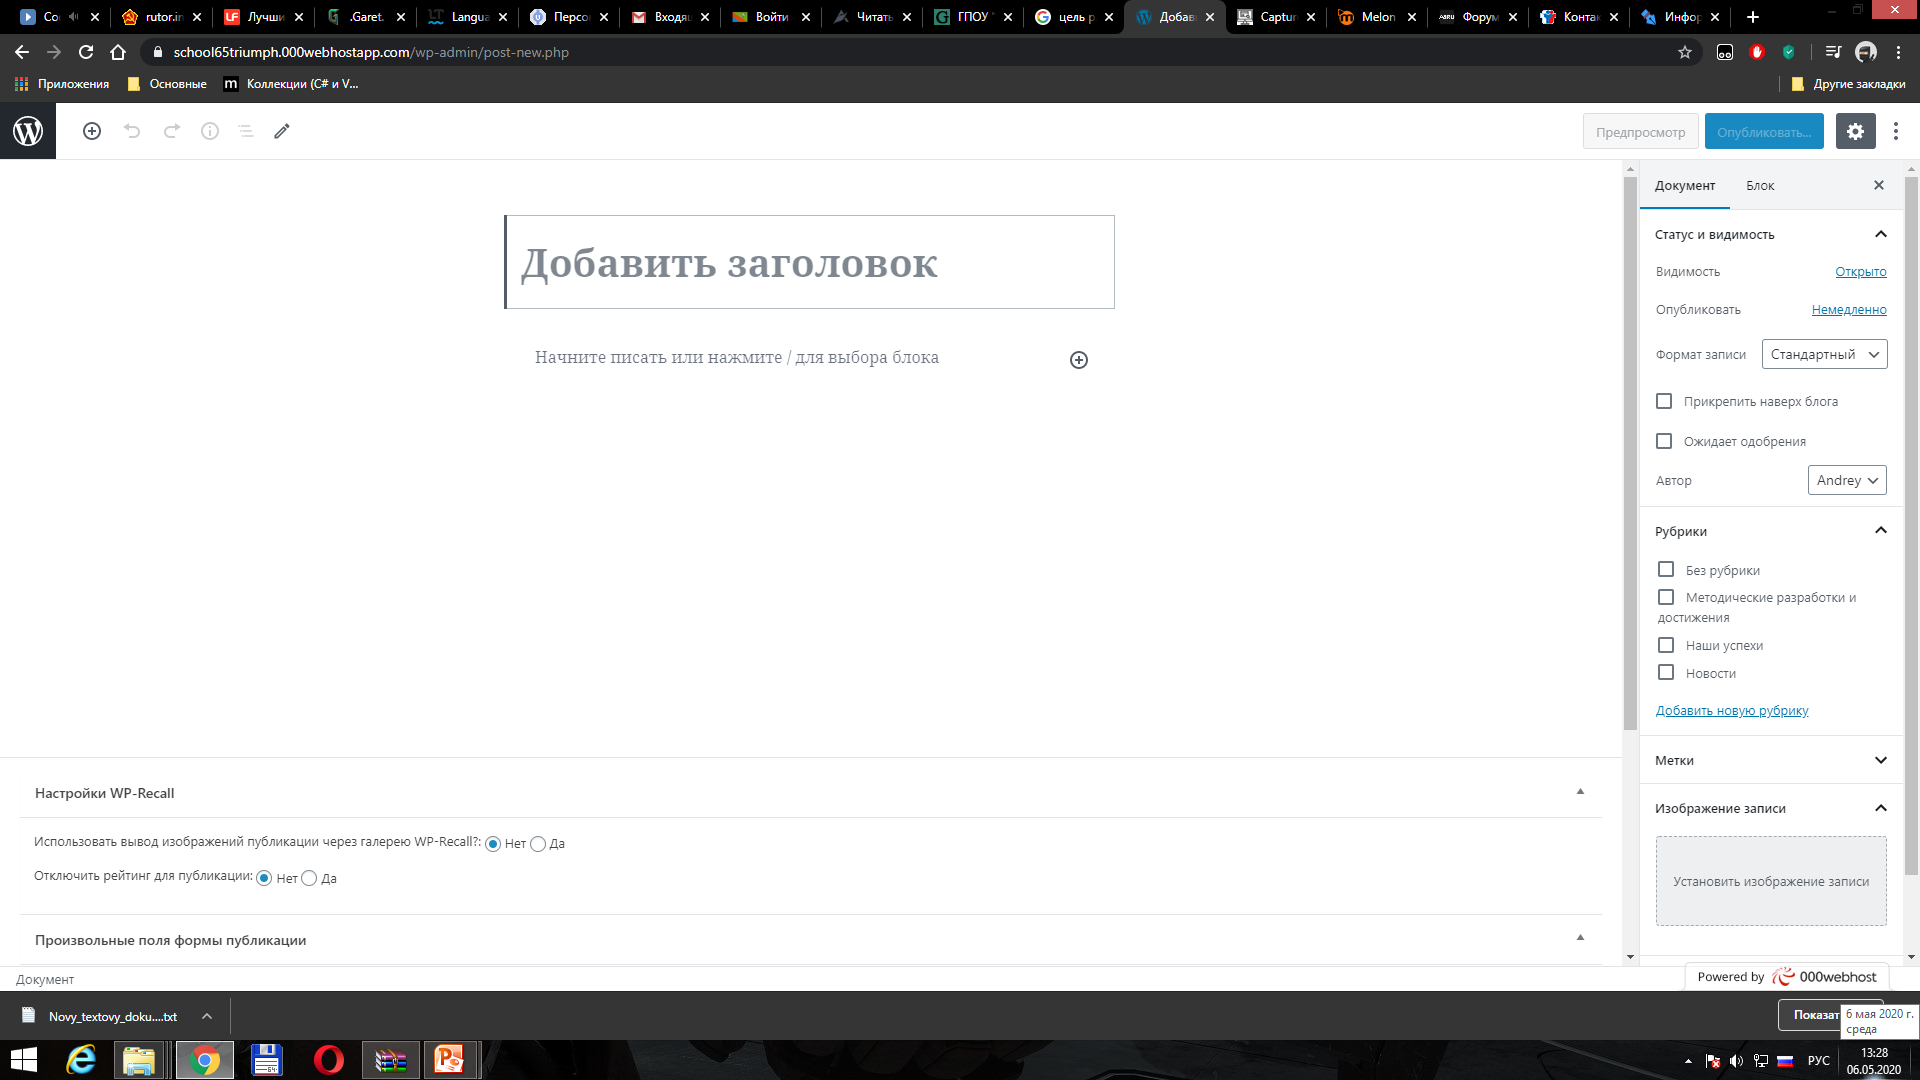 Со
rutor.in
Лучши
.Garet.
Langua
Персо
Входящ
Войти
Читать
ГПОУ "
цель р
Добави
Captur
Melon
Форум
Контак
Инфор
school65triumph.000webhostapp.com/wp-admin/post-new.php
Приложения
Основные
Коллекции (C# и V...
Другие закладки
Предпросмотр
Опубликовать...
Документ
Блок
Добавить заголовок
Начните писать или нажмите / для выбора блока
Статус и видимость
Видимость
Открыто
Опубликовать
Немедленно
Формат записи
Стандартный
Прикрепить наверх блога
Ожидает одобрения
Автор
Andrey
Рубрики
Без рубрики
Методические разработки и
достижения
Наши успехи
Новости
Добавить новую рубрику
Метки
Изображение записи
Установить изображение записи
Настройки WP-Recall
Использовать вывод изображений публикации через галерею WP-Recall?: Нет Да
Отключить рейтинг для публикации: Нет Да
Произвольные поля формы публикации
Документ
Powered by 000webhost
Novy_textovy_doku....txt
Показат
6 мая 2020 г.
среда
РУС
13:28
06.05.2020